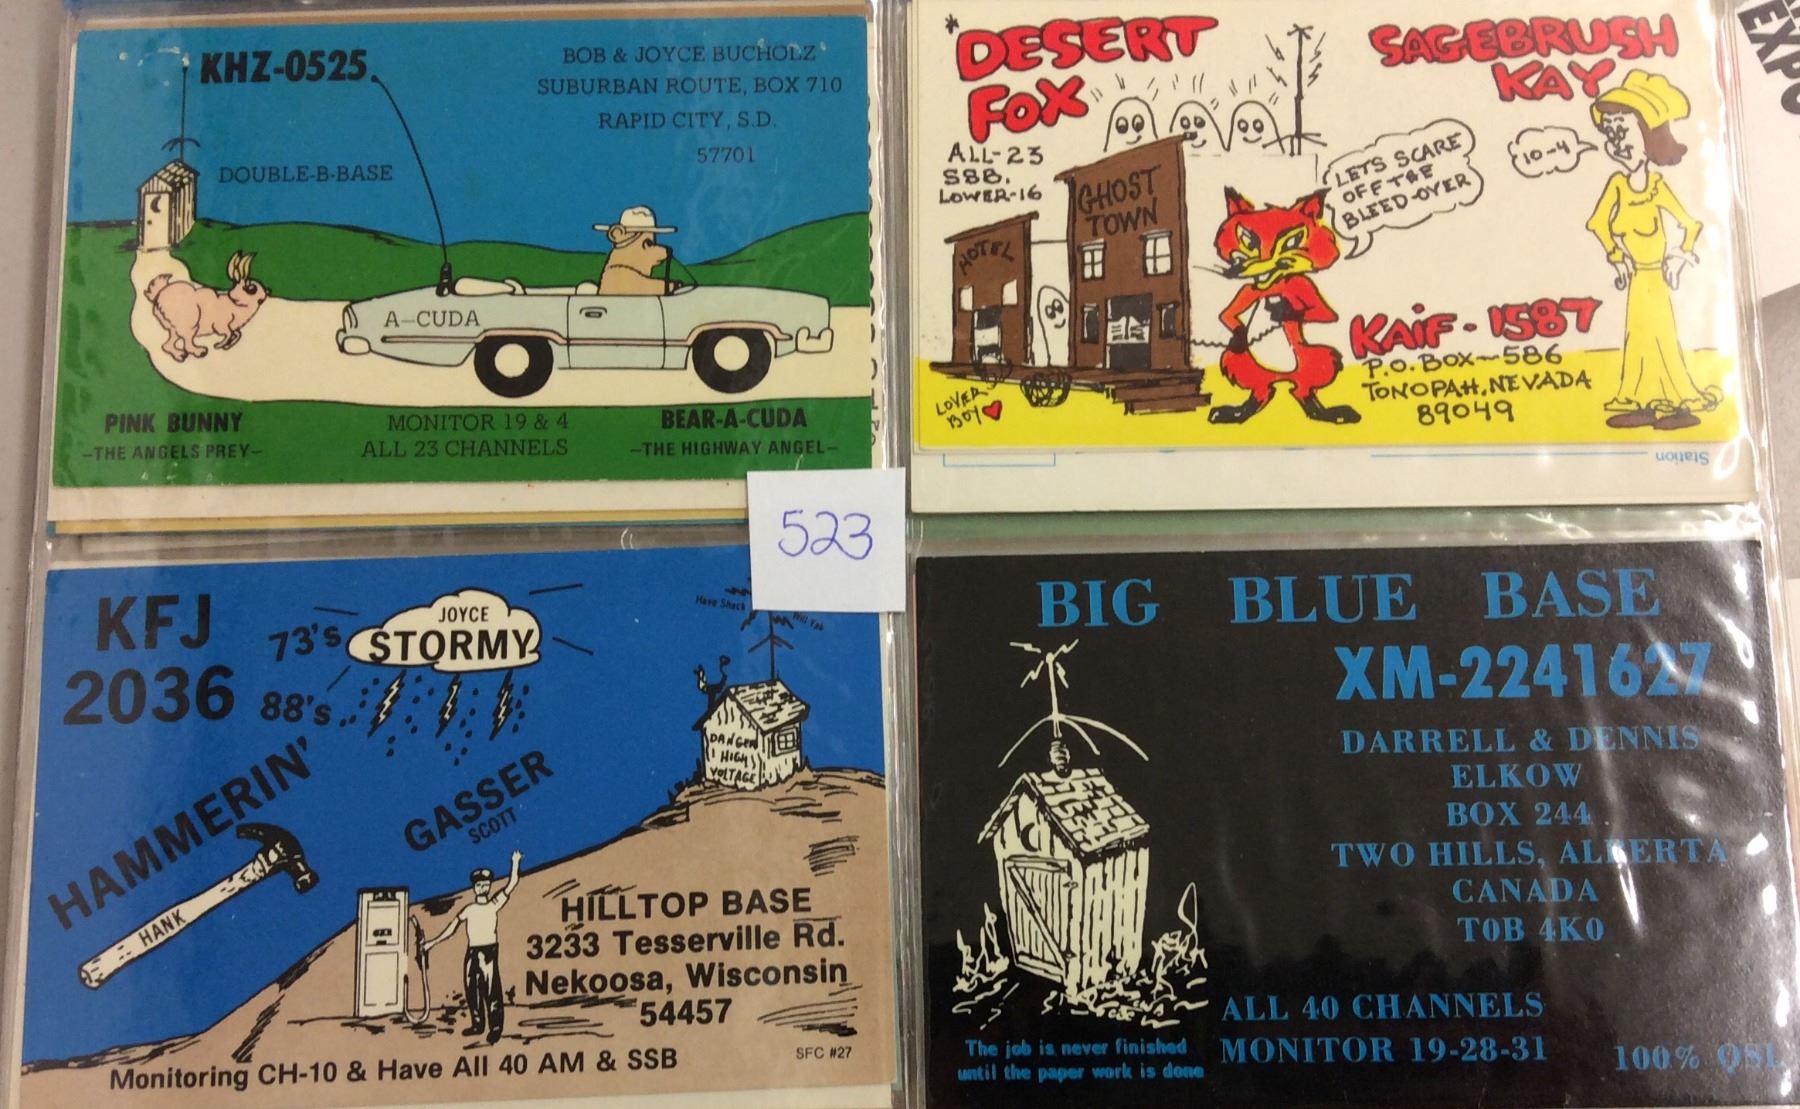 KHZ-0525
BOB & JOYCE BUCHOLZ
SUBURBAN ROUTE, BOX 710
RAPID CITY, S.D.
57701
DOUBLE-B-BASE
A-CUDA
PINK BUNNY
-THE ANGELS PREY-
MONITOR 19 & 4
ALL 23 CHANNELS
BEAR-A-CUDA
-THE HIGHWAY ANGEL-
*DESERT
FOX
SAGEBRUSH
KAY
ALL-23
SSB.
LOWER-16
GHOST
TOWN
HOTEL
LETS SCARE
OFF T&F
BLEED-OVER
10-4
KAIF-1587
P.O. BOX-586
TONOPAH, NEVADA
89049
LOVER
BOY
Station
EXPO
523
KFJ
2036
73's
88's
JOYCE
STORMY
Have Shack
Will Yak
DANGER
HIGH
VOLTAGE
HAMMERIN'
HANK
GASSER
SCOTT
HILLTOP BASE
3233 Tesserville Rd.
Nekoosa, Wisconsin
54457
SFC #27
Monitoring CH-10 & Have All 40 AM & SSB
BIG BLUE BASE
XM-2241627
DARRELL & DENNIS
ELKOW
BOX 244
TWO HILLS, ALBERTA
CANADA
T0B 4K0
ALL 40 CHANNELS
MONITOR 19-28-31
100% QSL
The job is never finished
until the paper work is done